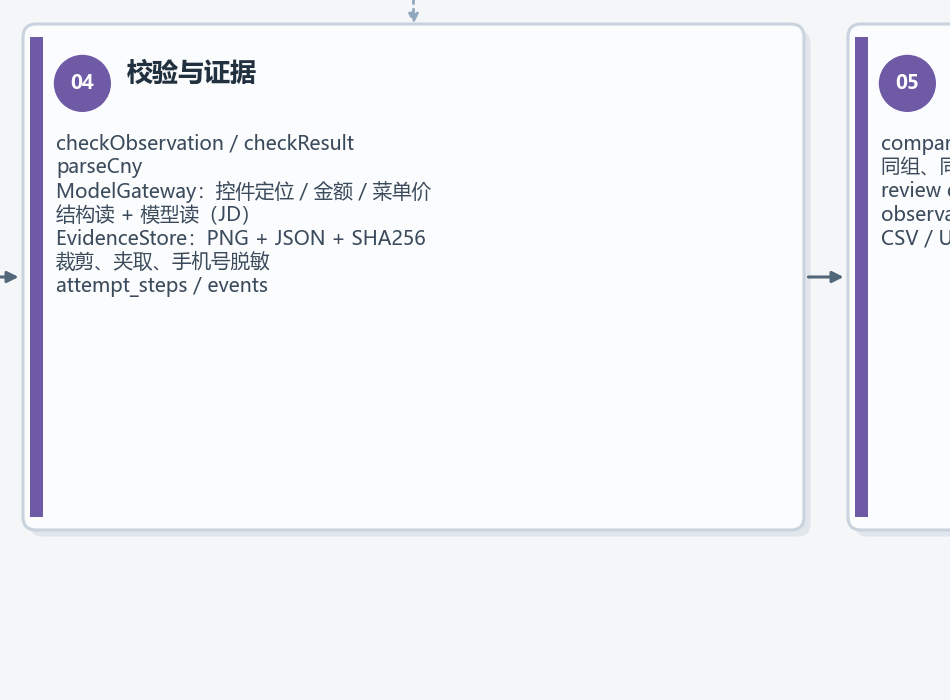 04
校验与证据
checkObservation / checkResult
parseCny
ModelGateway：控件定位 / 金额 / 菜单价
结构读 + 模型读（JD）
EvidenceStore：PNG + JSON + SHA256
裁剪、夹取、手机号脱敏
attempt_steps / events
05
compar
同组、同
review
observa
CSV / U